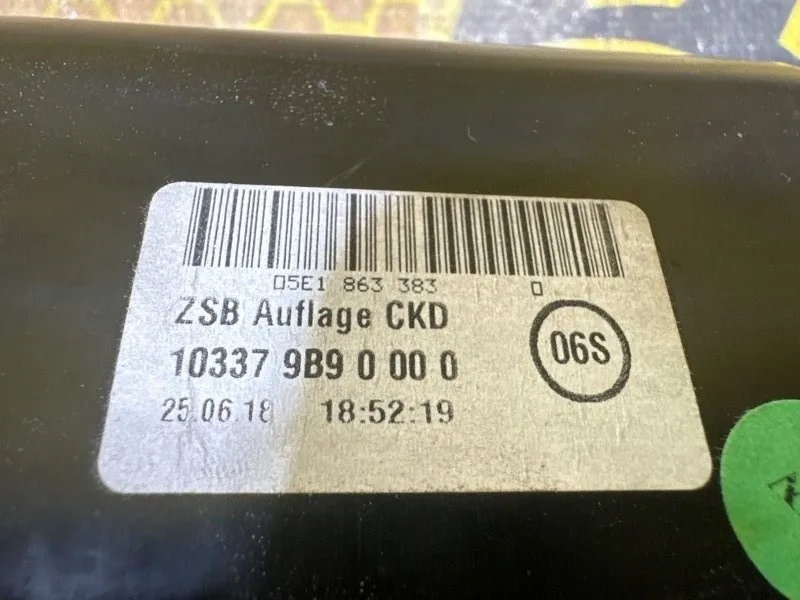 05E1 863 383 0
ZSB Auflage CKD
10337 9B9 0 00 0
06S
25.06.18 18:52:19